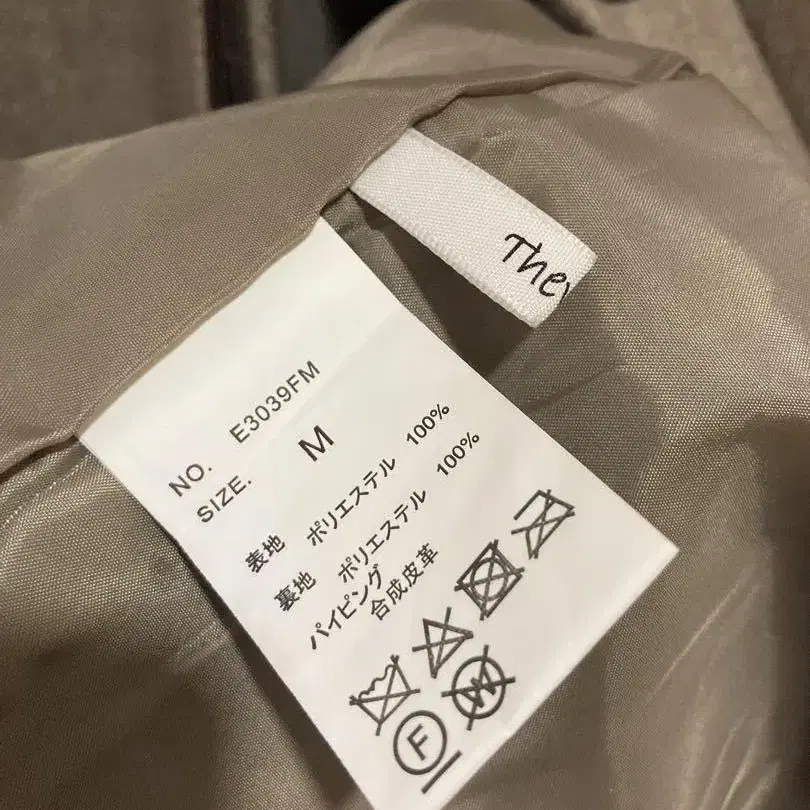 They
NO. E3039FM
SIZE. M
表地 ポリエステル 100%
裏地 ポリエステル 100%
パイピング
合成皮革
F
W